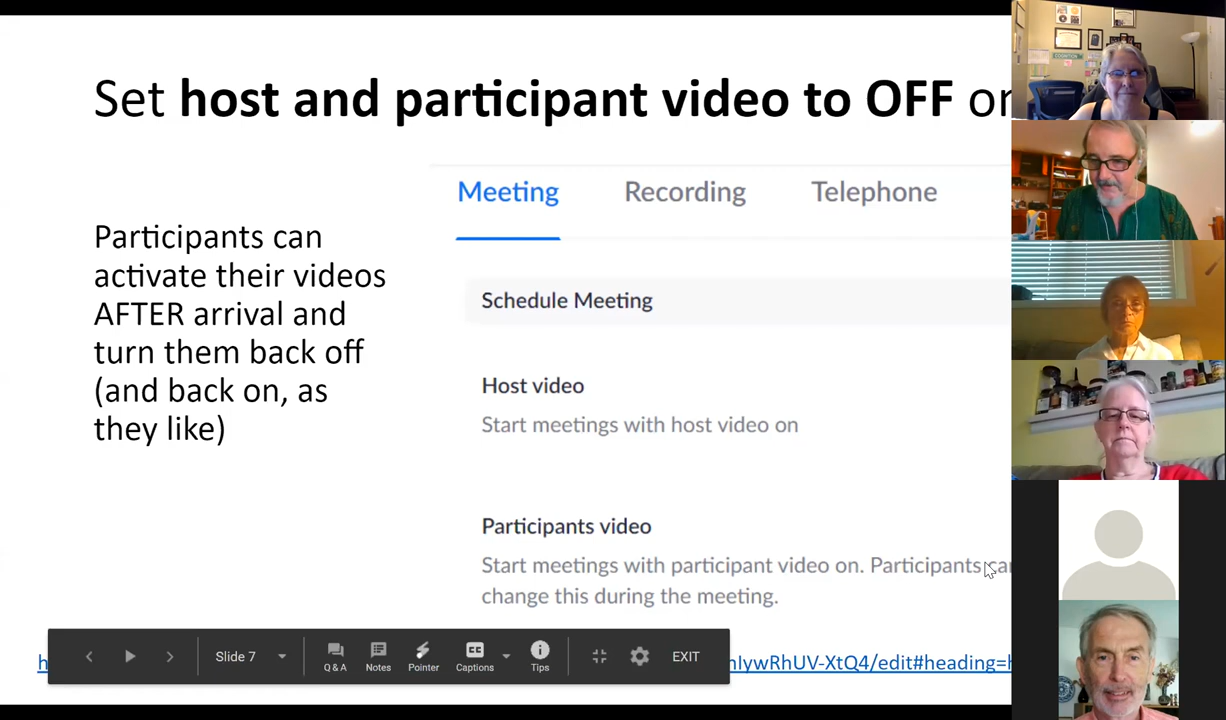 Set host and participant video to OFF
Meeting Recording Telephone
Participants can
activate their videos
AFTER arrival and
turn them back off
(and back on, as
they like)
Schedule Meeting
Host video
Start meetings with host video on
Participants video
Start meetings with participant video on. Participants
change this during the meeting.
Slide 7
Q & A Notes Pointer Captions Tips
CC
EXIT
RhUV-XtQ4/edit#heading=